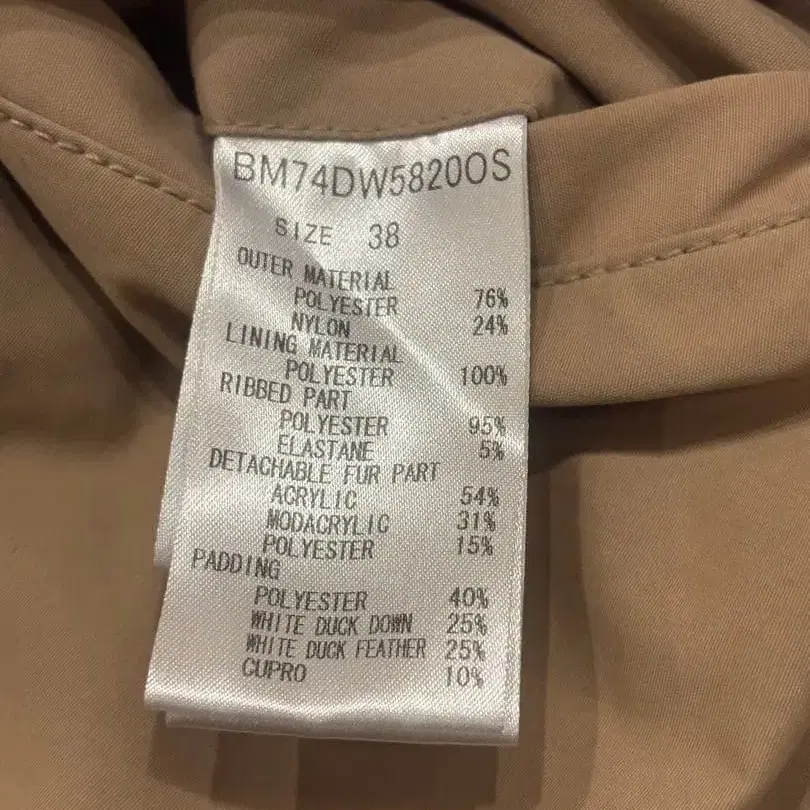 BM74DW5820OS
SIZE 38
OUTER MATERIAL
POLYESTER 76%
NYLON 24%
LINING MATERIAL
POLYESTER 100%
RIBBED PART
POLYESTER 95%
ELASTANE 5%
DETACHABLE FUR PART
ACRYLIC 54%
MODACRYLIC 31%
POLYESTER 15%
PADDING
POLYESTER 40%
WHITE DUCK DOWN 25%
WHITE DUCK FEATHER 25%
CUPRO 10%